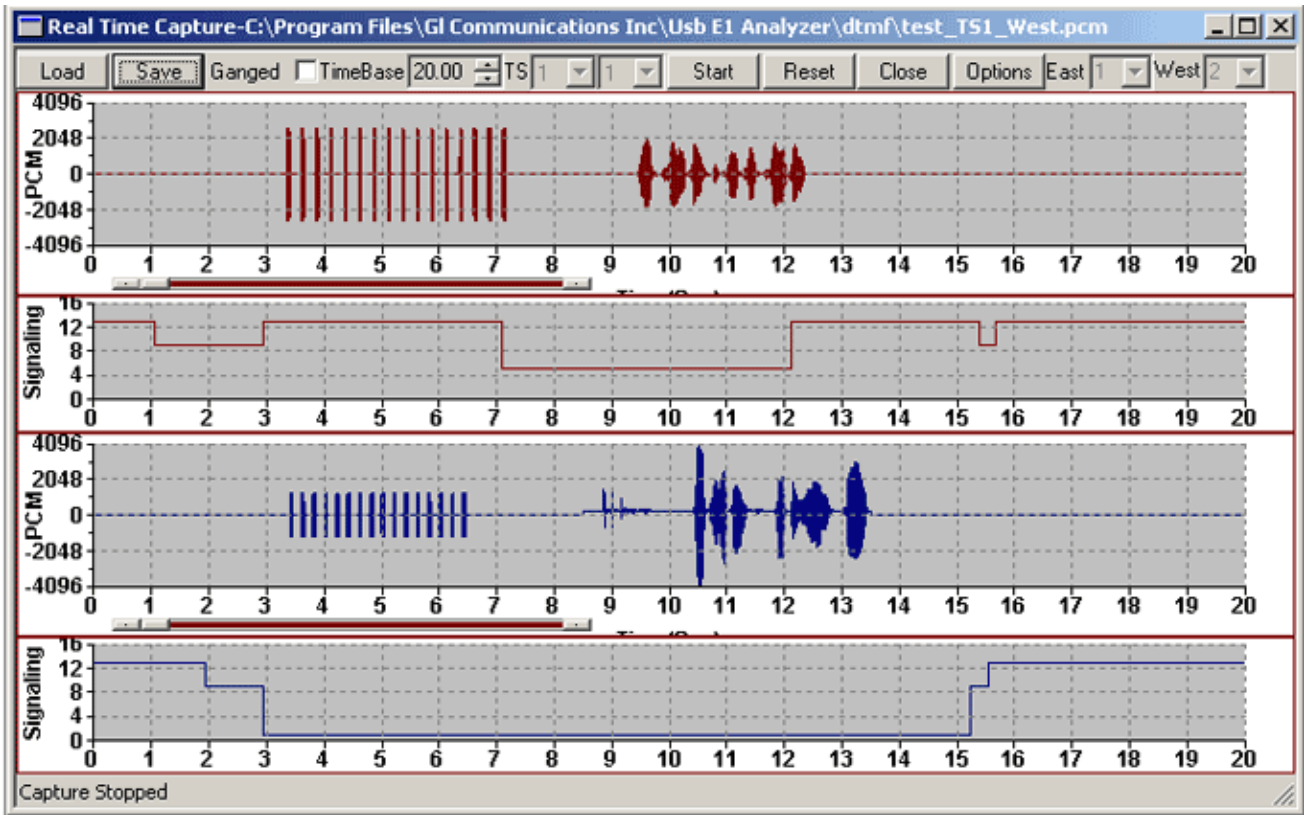 Real Time Capture-C:\Program Files\Gl Communications Inc\Usb E1 Analyzer\dtmf\test_TS1_West.pcm
Load Save Ganged TimeBase 20.00 TS 1 1 Start Reset Close Options East 1 West 2
4096
2048
PCM
0
-2048
-4096
0 1 2 3 4 5 6 7 8 9 10 11 12 13 14 15 16 17 18 19 20
16
12
Signaling
8
4
0
0 1 2 3 4 5 6 7 8 9 10 11 12 13 14 15 16 17 18 19 20
4096
2048
PCM
0
-2048
-4096
0 1 2 3 4 5 6 7 8 9 10 11 12 13 14 15 16 17 18 19 20
16
12
Signaling
8
4
0
0 1 2 3 4 5 6 7 8 9 10 11 12 13 14 15 16 17 18 19 20
Capture Stopped